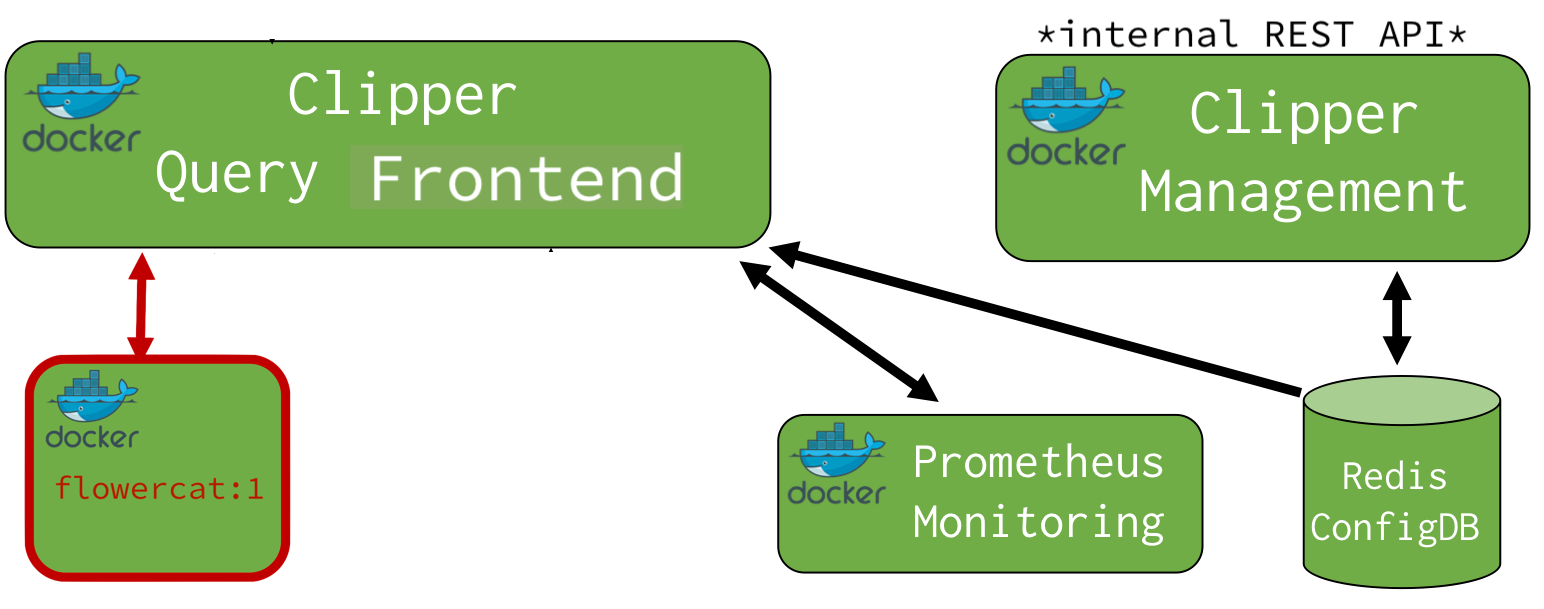 *internal REST API*
docker
Clipper
Query Frontend
docker
Clipper
Management
docker
flowercat:1
docker
Prometheus
Monitoring
Redis
ConfigDB